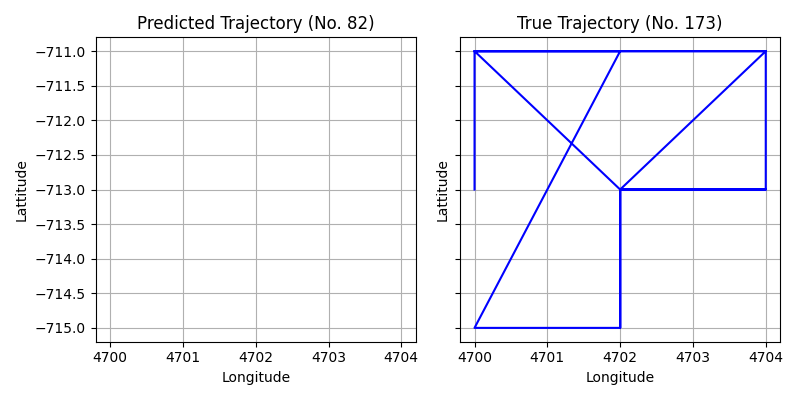 Predicted Trajectory (No. 82)
−711.0
−711.5
−712.0
−712.5
−713.0
−713.5
−714.0
−714.5
−715.0
Lattitude
4700 4701 4702 4703 4704
Longitude
True Trajectory (No. 173)
Lattitude
4700 4701 4702 4703 4704
Longitude